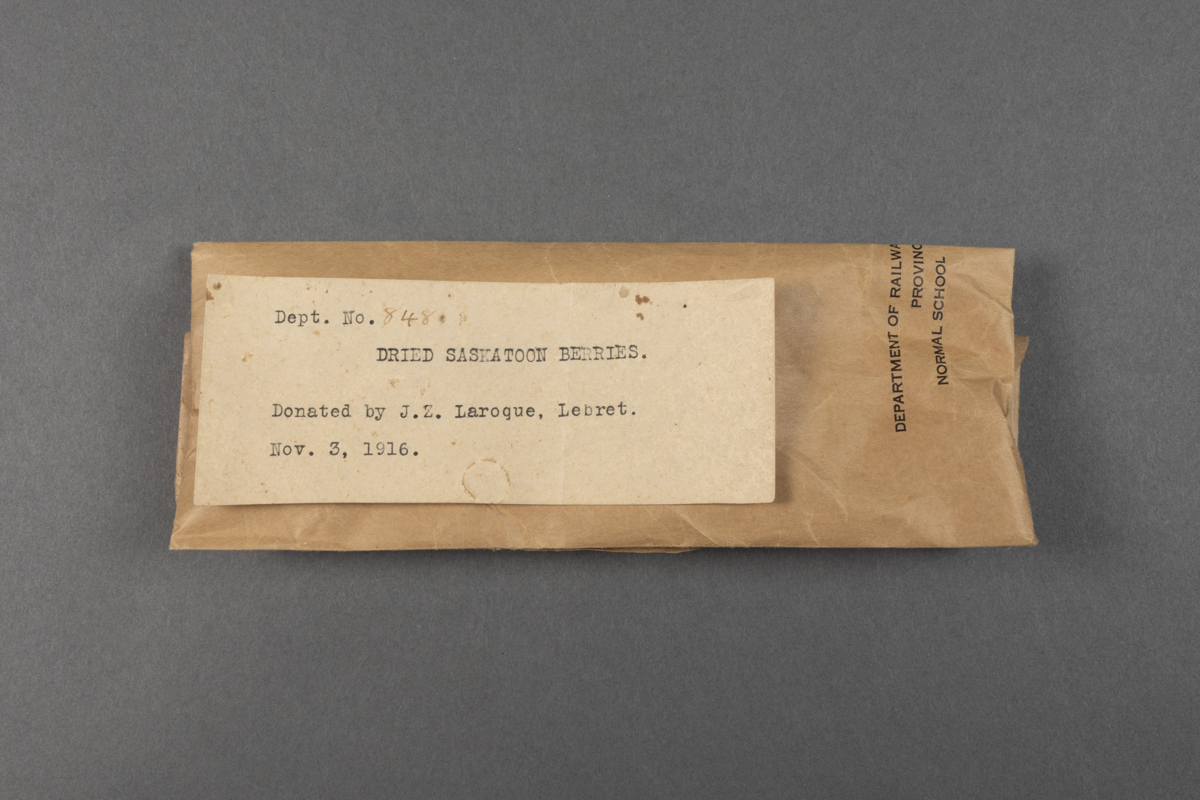 Dept. No. 848.
DRIED SASKATOON BERRIES.
Donated by J.Z. Laroque, Lebret.
Nov. 3, 1916.
DEPARTMENT OF RAILWA
PROVINC
NORMAL SCHOOL